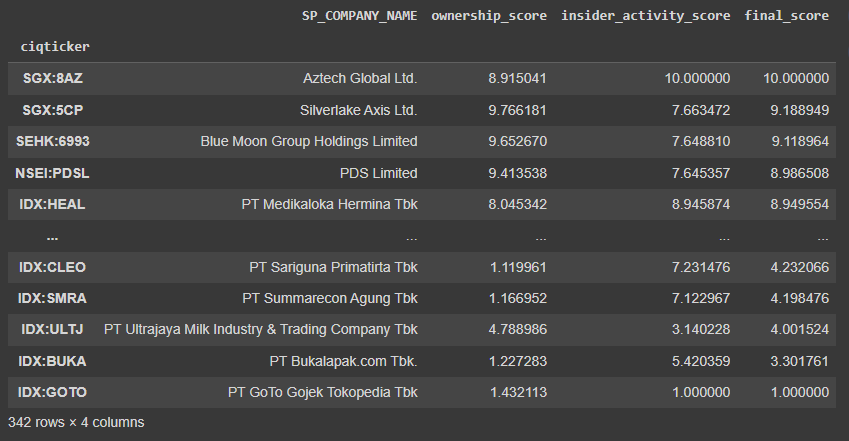 SP_COMPANY_NAME ownership_score insider_activity_score final_score
ciqticker
SGX:8AZ Aztech Global Ltd. 8.915041 10.000000 10.000000
SGX:5CP Silverlake Axis Ltd. 9.766181 7.663472 9.188949
SEHK:6993 Blue Moon Group Holdings Limited 9.652670 7.648810 9.118964
NSEI:PDSL PDS Limited 9.413538 7.645357 8.986508
IDX:HEAL PT Medikaloka Hermina Tbk 8.045342 8.945874 8.949554
... ... ... ... ...
IDX:CLEO PT Sariguna Primatirta Tbk 1.119961 7.231476 4.232066
IDX:SMRA PT Summarecon Agung Tbk 1.166952 7.122967 4.198476
IDX:ULTJ PT Ultrajaya Milk Industry & Trading Company Tbk 4.788986 3.140228 4.001524
IDX:BUKA PT Bukalapak.com Tbk. 1.227283 5.420359 3.301761
IDX:GOTO PT GoTo Gojek Tokopedia Tbk 1.432113 1.000000 1.000000
342 rows × 4 columns